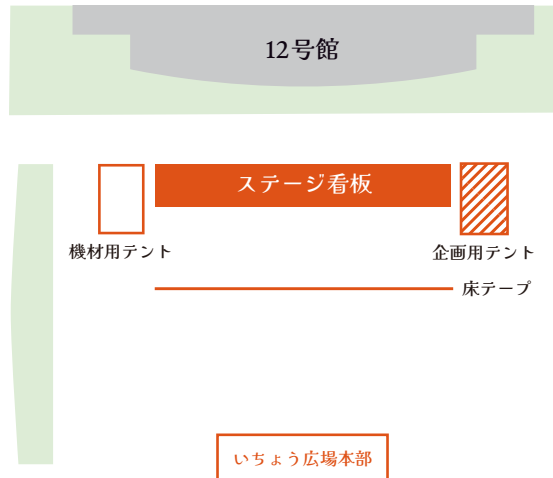 12号館
ステージ看板
機材用テント
企画用テント
床テープ
いちょう広場本部